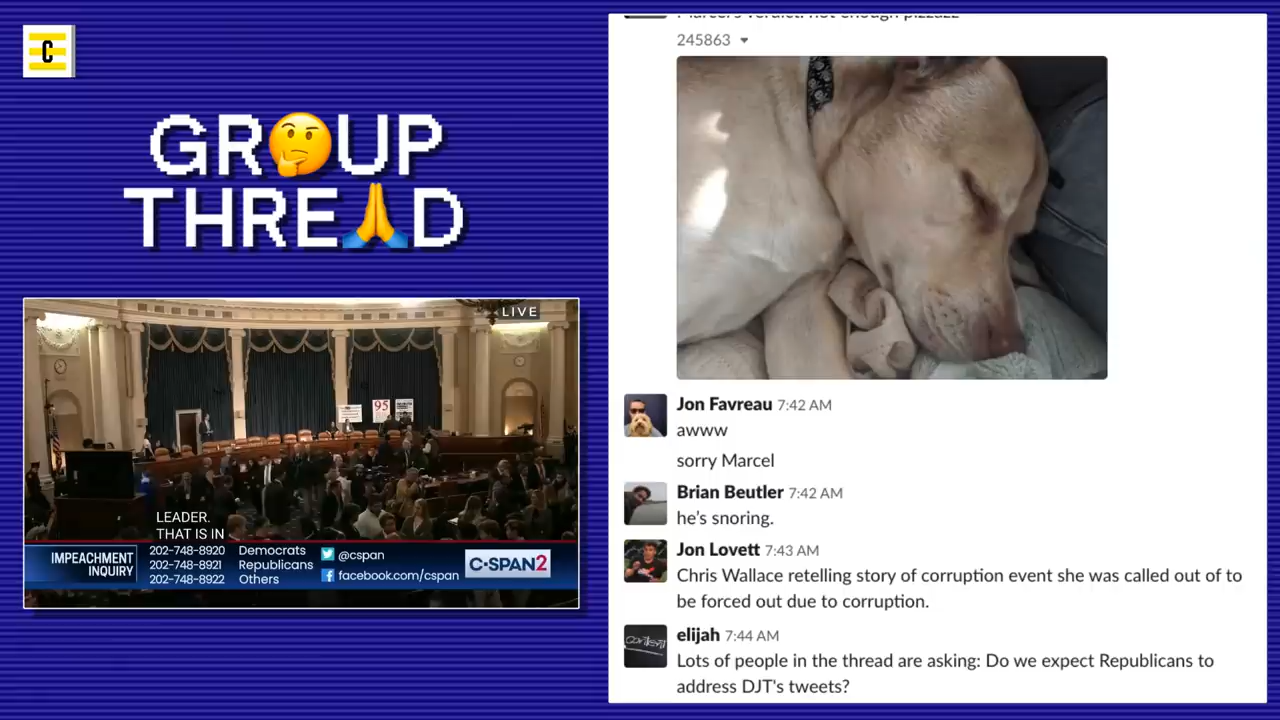 C
GR🤔UP
THRE🙏D
LIVE
95
LEADER.
THAT IS IN
IMPEACHMENT
INQUIRY
202-748-8920 Democrats
202-748-8921 Republicans
202-748-8922 Others
@cspan
facebook.com/cspan
C-SPAN2
245863
Jon Favreau 7:42 AM
awww
sorry Marcel
Brian Beutler 7:42 AM
he's snoring.
Jon Lovett 7:43 AM
Chris Wallace retelling story of corruption event she was called out of to
be forced out due to corruption.
elijah 7:44 AM
Lots of people in the thread are asking: Do we expect Republicans to
address DJT's tweets?